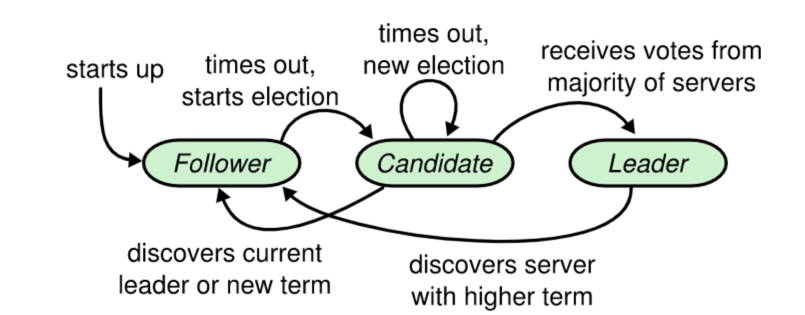 starts up
times out,
starts election
times out,
new election
receives votes from
majority of servers
Follower
Candidate
Leader
discovers current
leader or new term
discovers server
with higher term